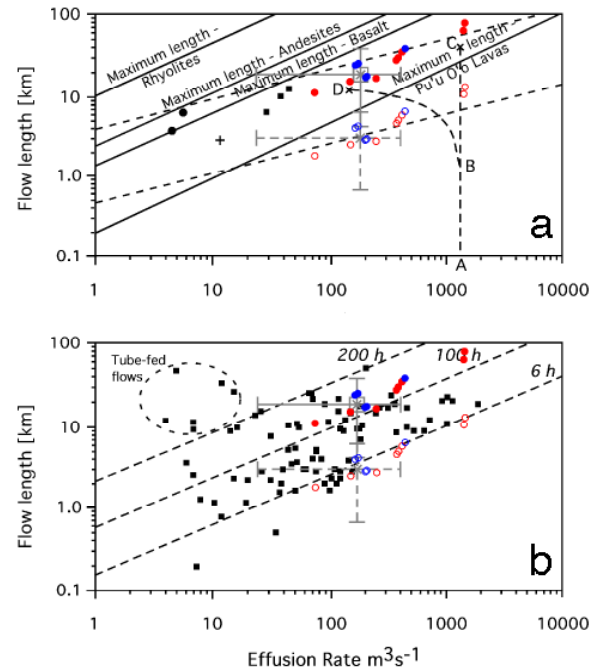 100
Maximum length -
Rhyolites
Maximum length - Andesites
Maximum length - Basalt
Maximum length
Pu'u O'o Lavas
C
D
B
A
10
1.0
0.1
Flow length [km]
1
10
100
1000
10000
a
100
Tube-fed
flows
200 h
100 h
6 h
10
1.0
0.1
Flow length [km]
b
1
10
100
1000
10000
Effusion Rate m³s⁻¹